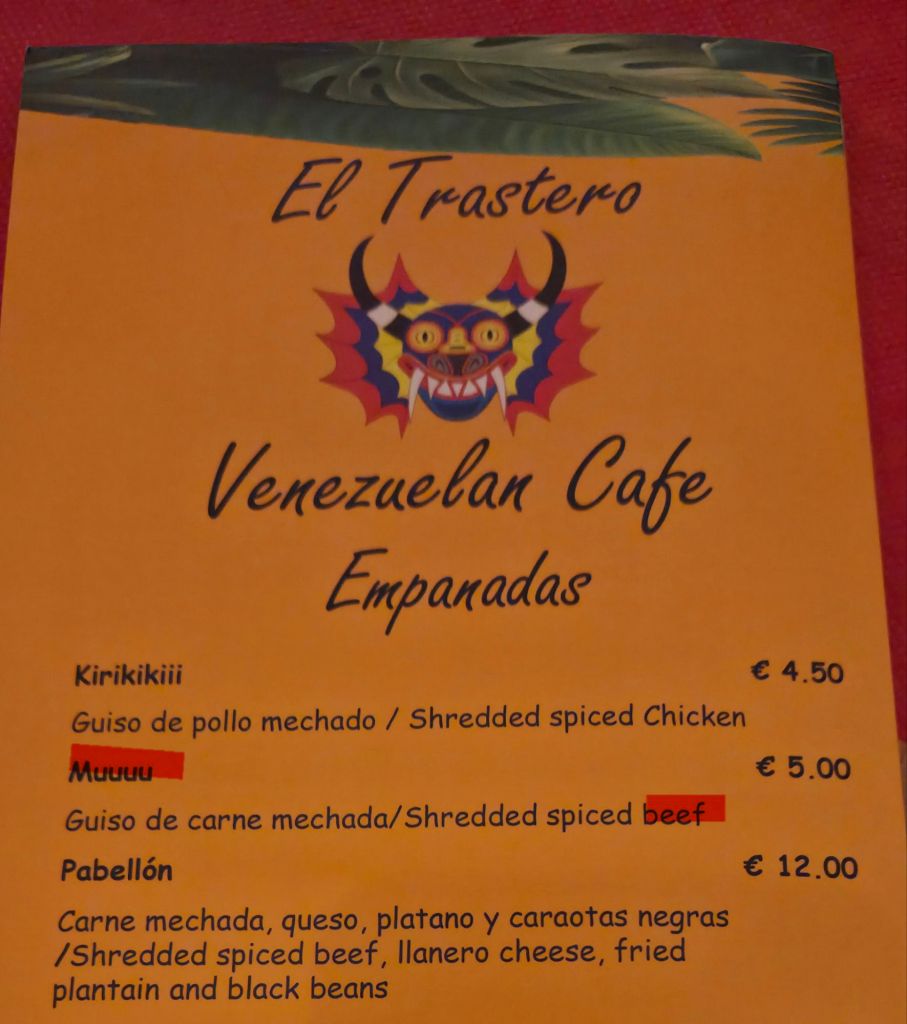 El Trastero
Venezuelan Cafe
Empanadas
Kirikikiii € 4.50
Guiso de pollo mechado / Shredded spiced Chicken
Muuuu € 5.00
Guiso de carne mechada/Shredded spiced beef
Pabellón € 12.00
Carne mechada, queso, platano y caraotas negras
/Shredded spiced beef, llanero cheese, fried
plantain and black beans